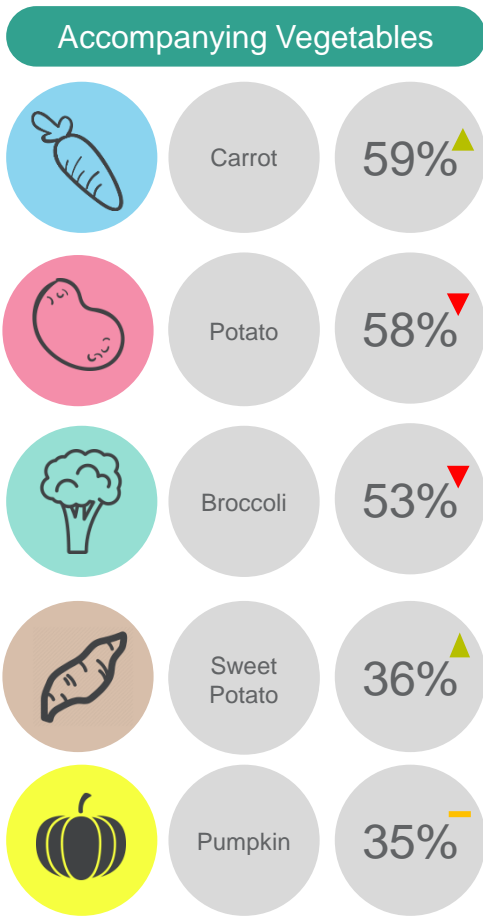 Accompanying Vegetables
Carrot
59%
Potato
58%
Broccoli
53%
Sweet
Potato
36%
Pumpkin
35%